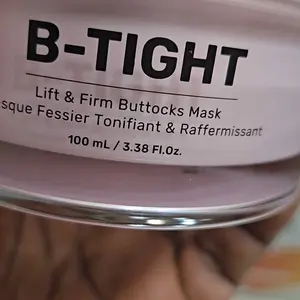 B-TIGHT
Lift & Firm Buttocks Mask
sque Fessier Tonifiant & Raffermissant
100 mL / 3.38 Fl.Oz.